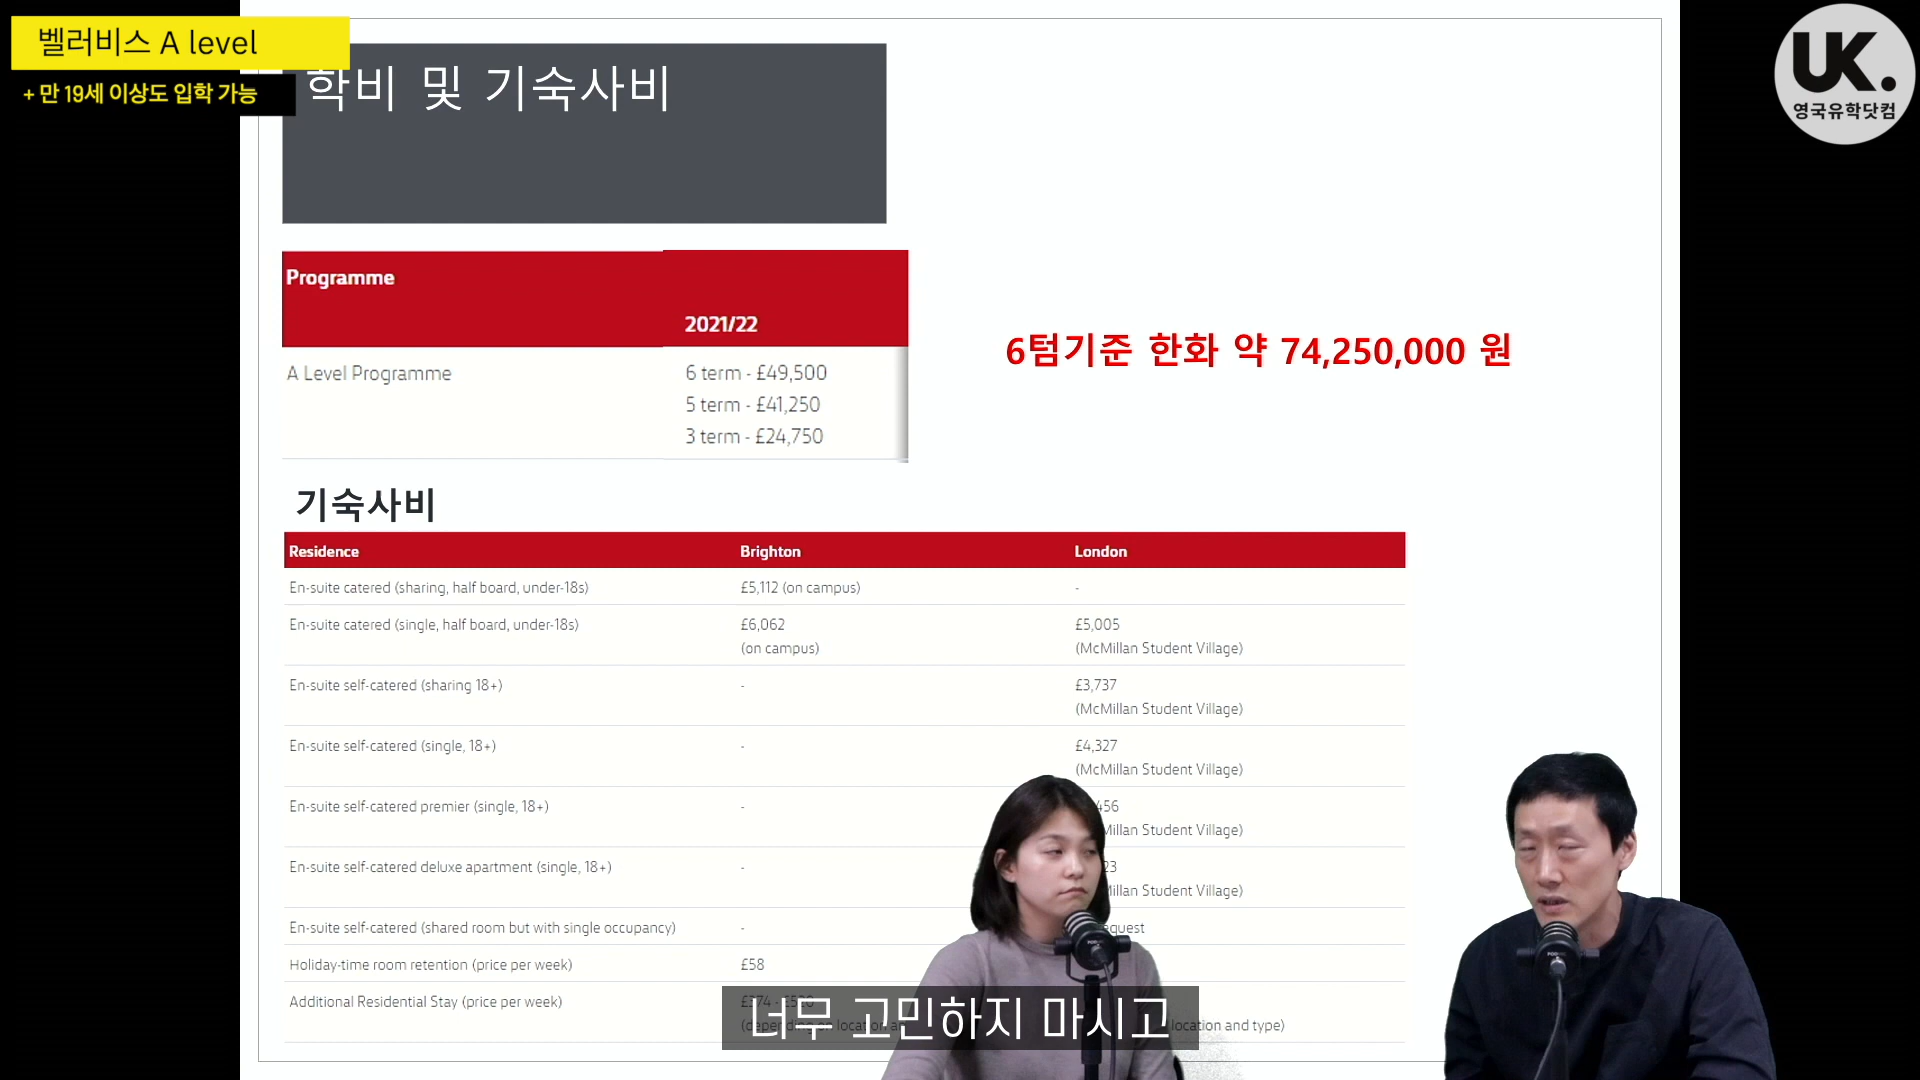 벨러비스 A level
+ 만 19세 이상도 입학 가능
UK.
영국유학닷컴
학비 및 기숙사비
Programme
2021/22
A Level Programme
6 term - £49,500
5 term - £41,250
3 term - £24,750
6텀기준 한화 약 74,250,000 원
기숙사비
Residence Brighton London
En-suite catered (sharing, half board, under-18s) £5,112 (on campus) -
En-suite catered (single, half board, under-18s) £6,062 £5,005
(on campus) (McMillan Student Village)
En-suite self-catered (sharing 18+) - £3,737
(McMillan Student Village)
En-suite self-catered (single, 18+) - £4,327
(McMillan Student Village)
En-suite self-catered premier (single, 18+) - 456
Student Village)
En-suite self-catered deluxe apartment (single, 18+) - 23
Student Village)
En-suite self-catered (shared room but with single occupancy) -
Holiday-time room retention (price per week) £58
Additional Residential Stay (price per week)
location and type)
너무 고민하지 마시고